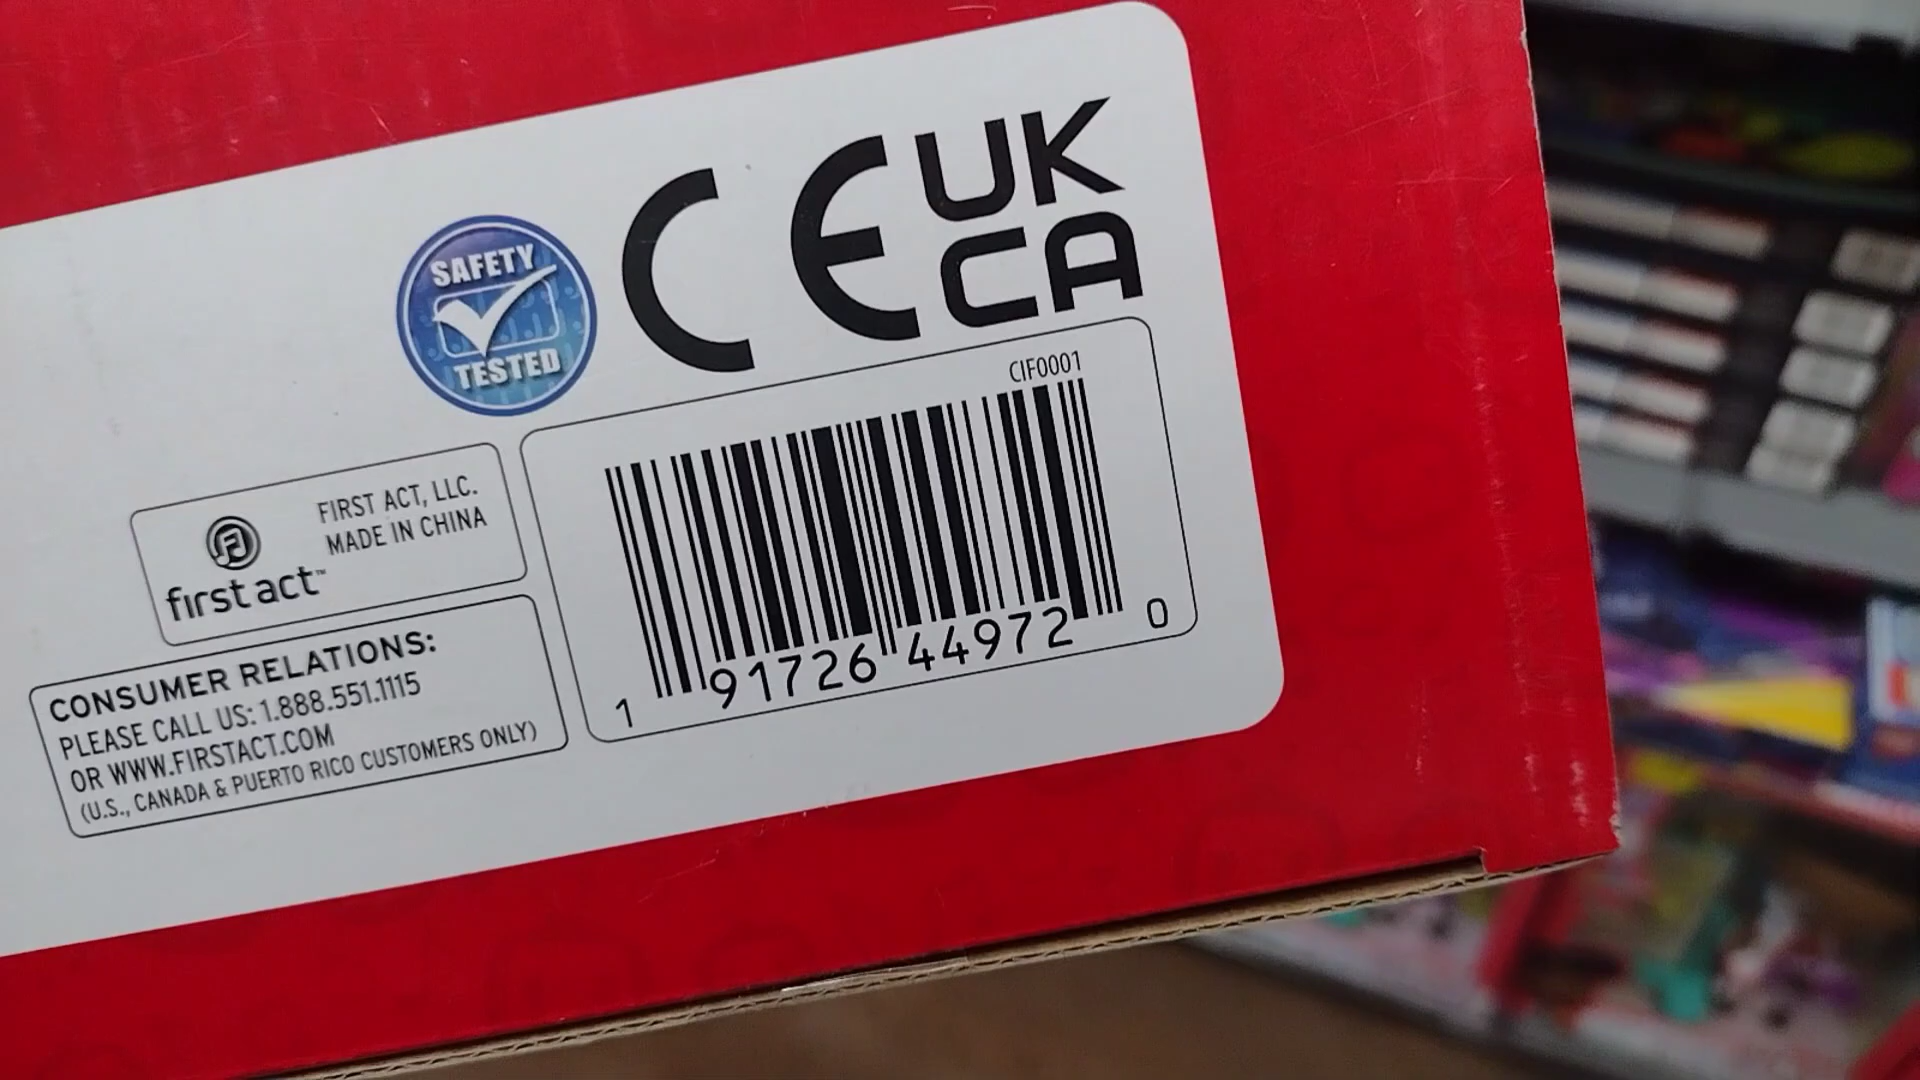 SAFETY
TESTED
CE
UK
CA
CIF0001
1 91726 44972 0
FIRST ACT, LLC.
MADE IN CHINA
first act™
CONSUMER RELATIONS:
PLEASE CALL US: 1.888.551.1115
OR WWW.FIRSTACT.COM
(U.S., CANADA & PUERTO RICO CUSTOMERS ONLY)